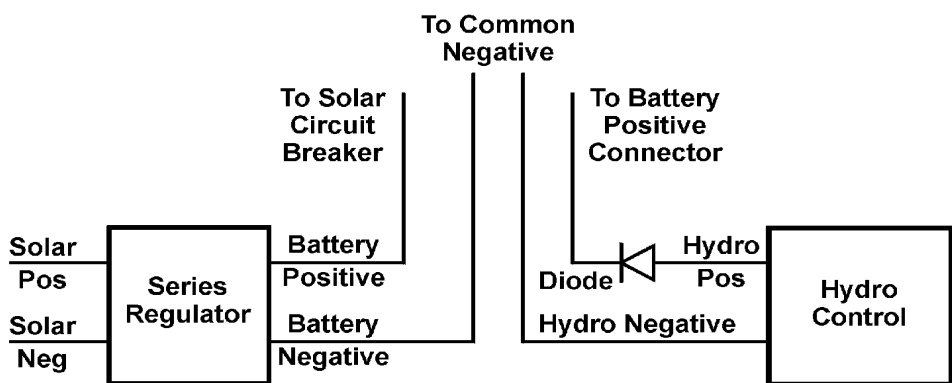 To Common
Negative
To Solar
Circuit
Breaker
To Battery
Positive
Connector
Solar
Pos
Solar
Neg
Series
Regulator
Battery
Positive
Battery
Negative
Diode
Hydro
Pos
Hydro Negative
Hydro
Control